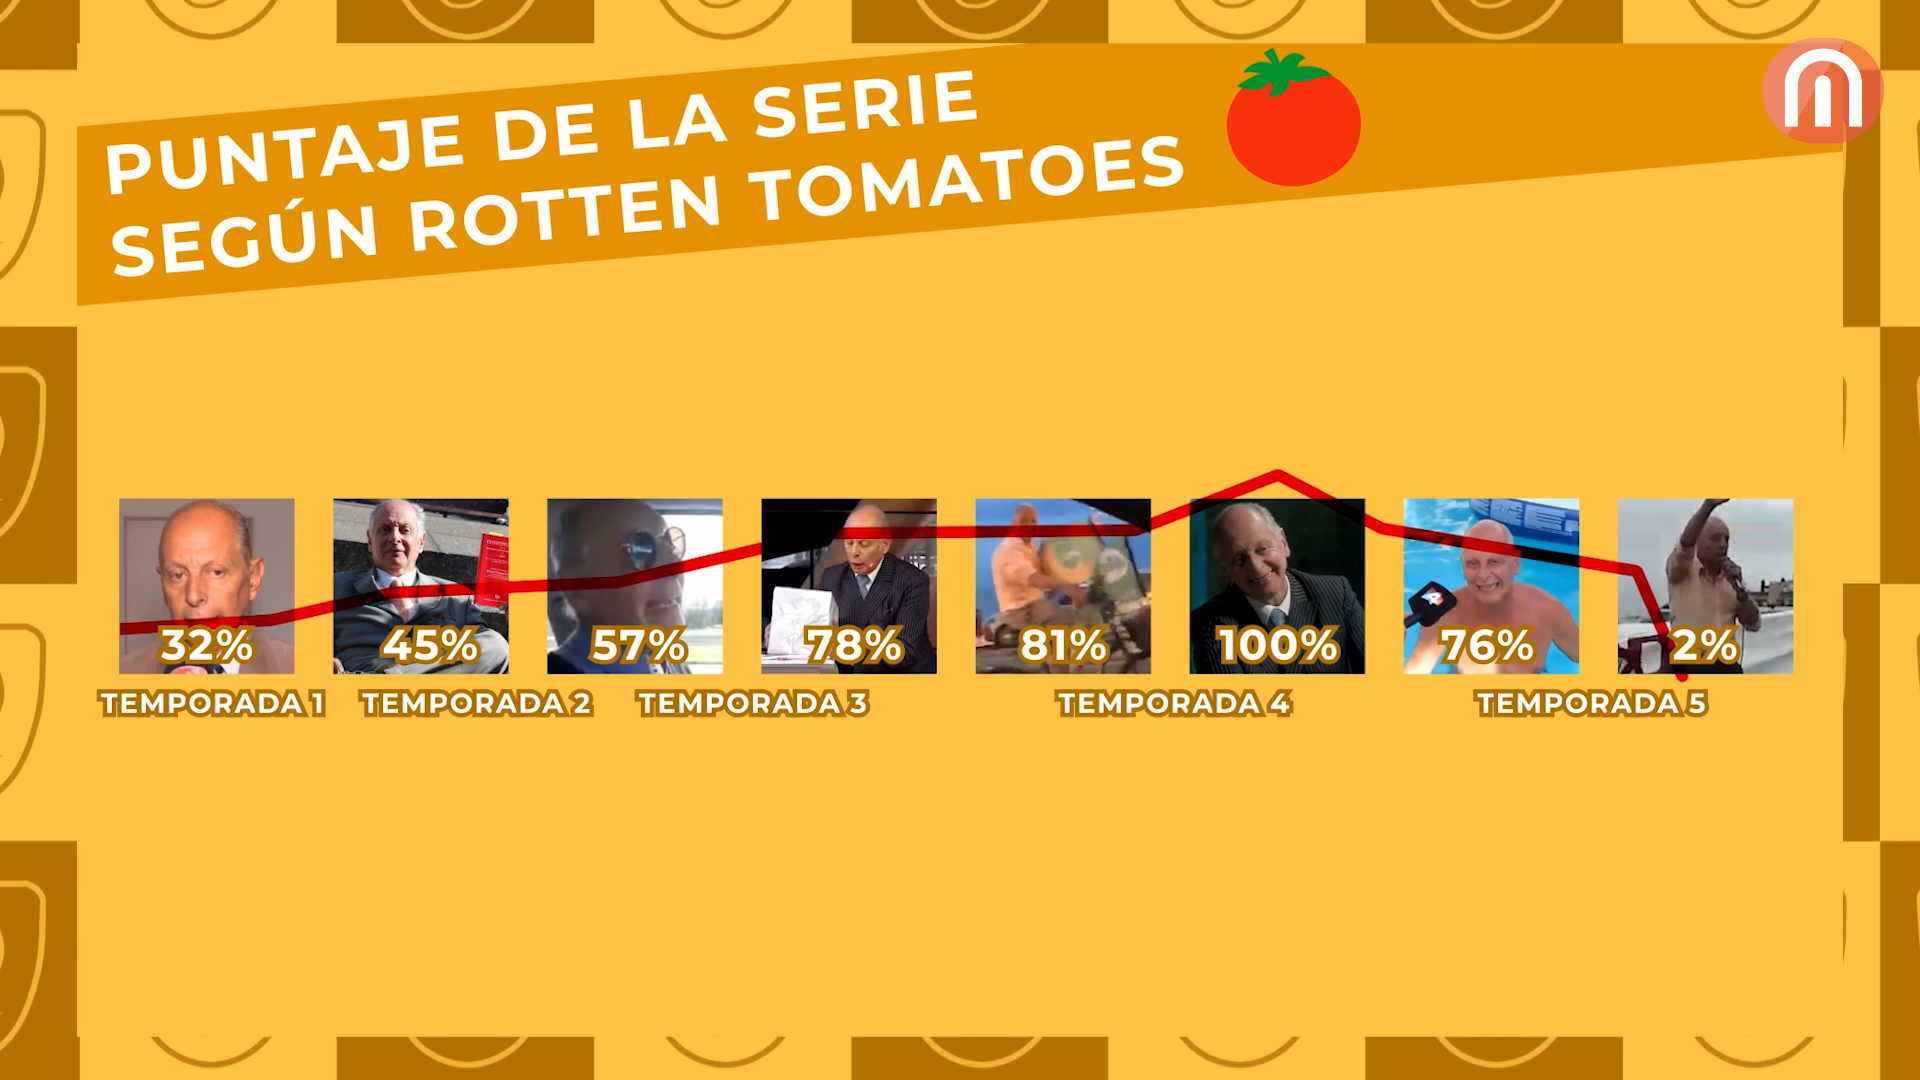 PUNTAJE DE LA SERIE
SEGÚN ROTTEN TOMATOES
32%
45%
57%
78%
81%
100%
76%
2%
TEMPORADA 1
TEMPORADA 2
TEMPORADA 3
TEMPORADA 4
TEMPORADA 5